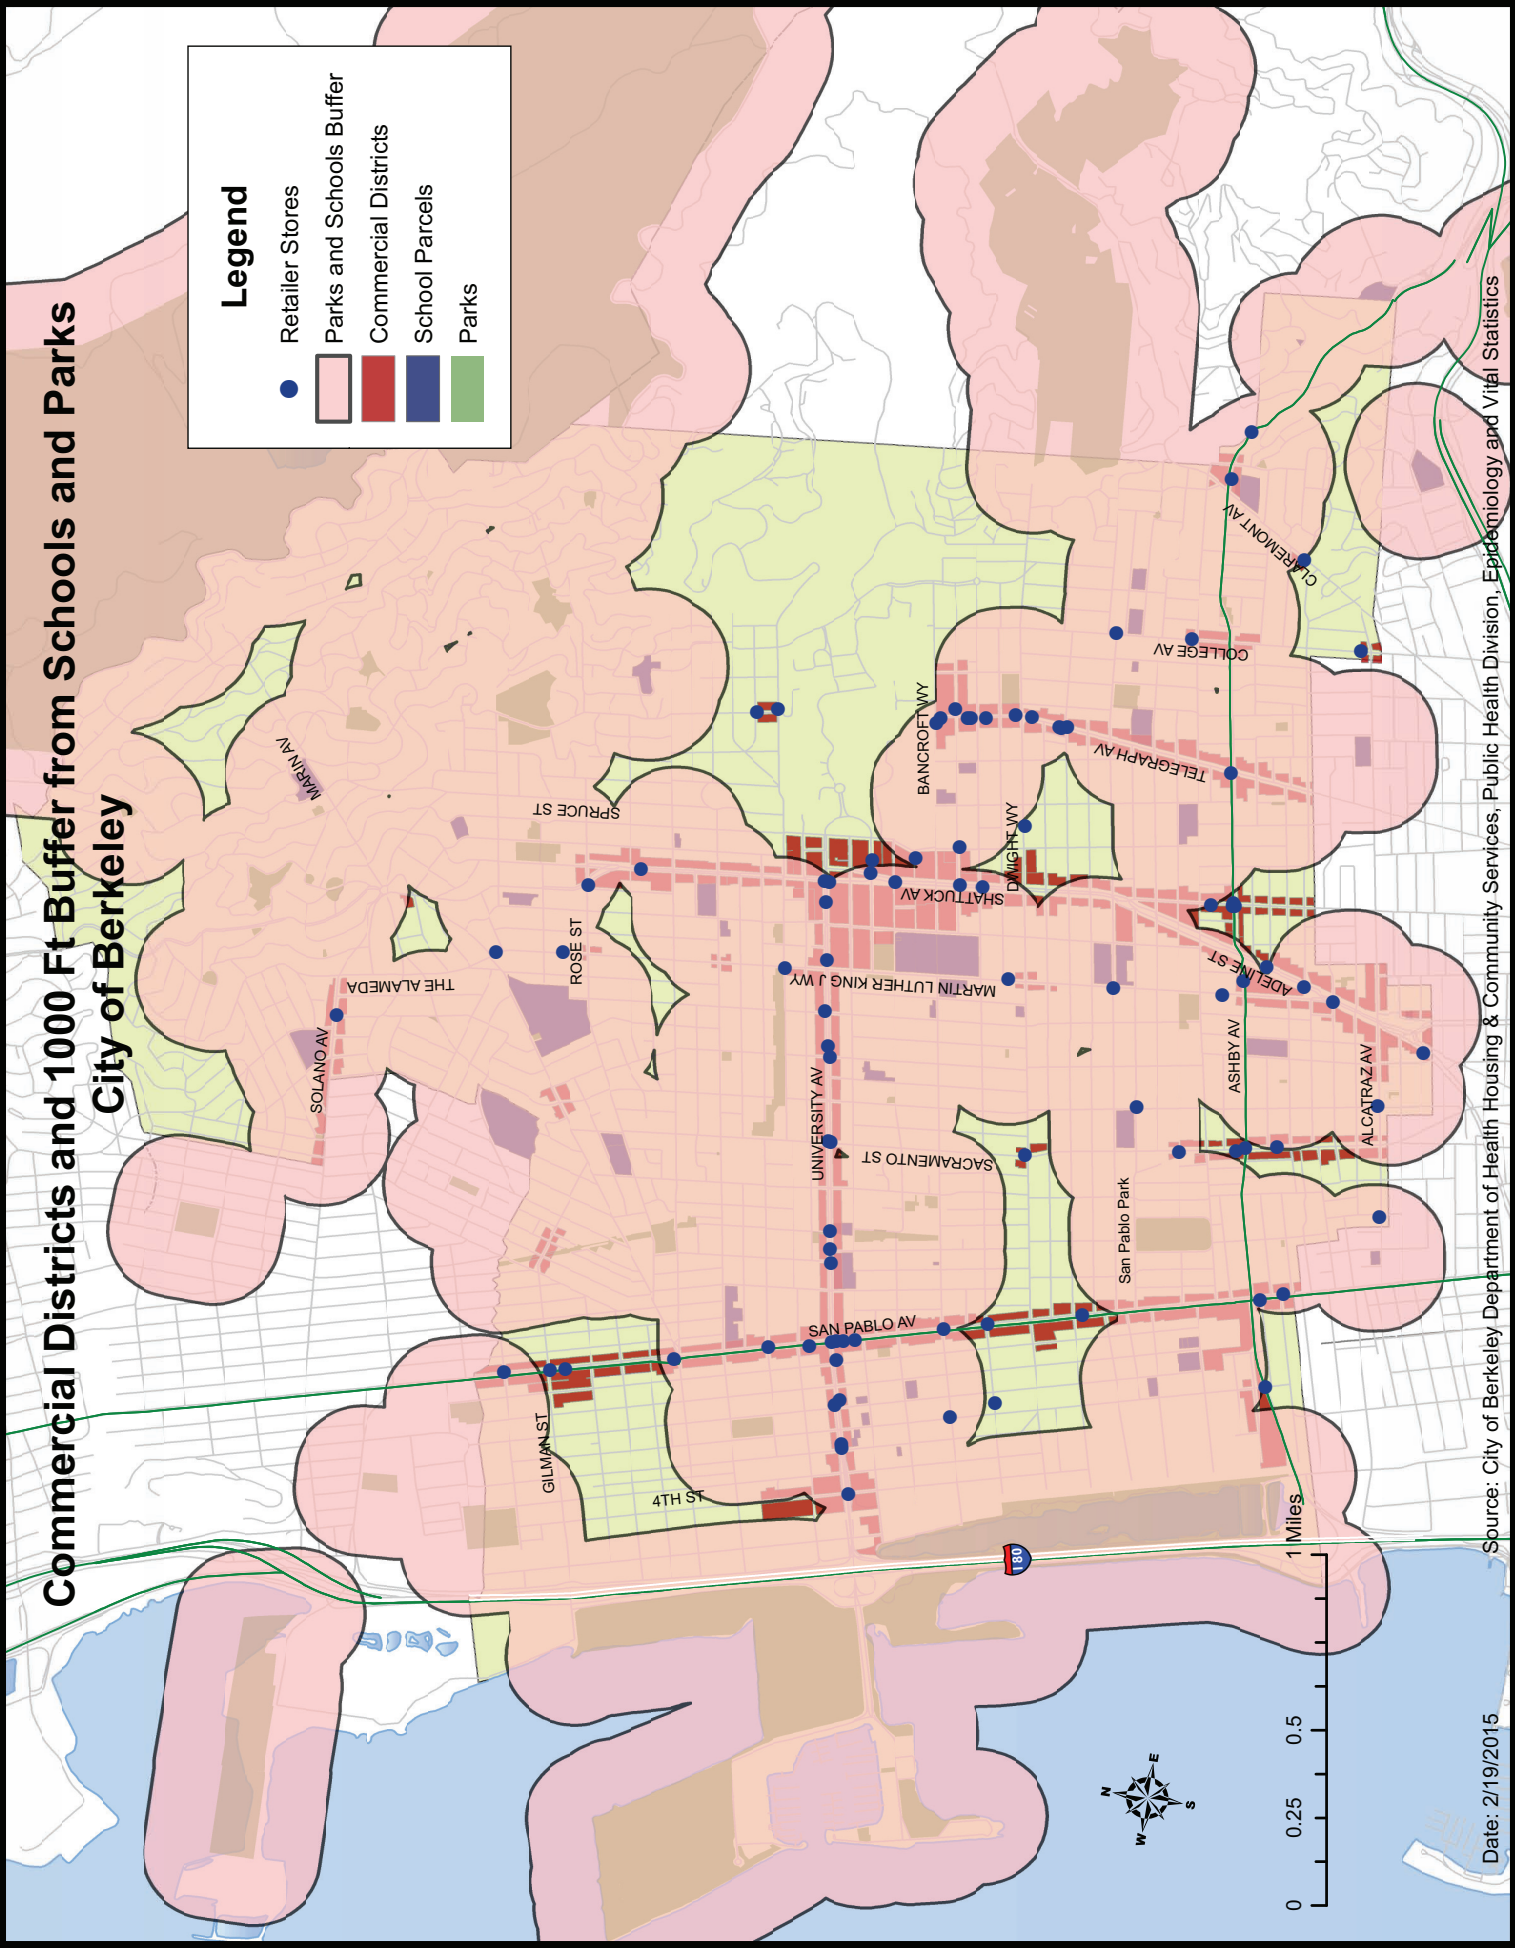 Commercial Districts and 1000 Ft Buffer from Schools and Parks
City of Berkeley
Legend
Retailer Stores
Parks and Schools Buffer
Commercial Districts
School Parcels
Parks
MARIN AV
SPRUCE ST
THE ALAMEDA
SOLANO AV
ROSE ST
BANCROFT WY
DWIGHT WY
TELEGRAPH AV
COLLEGE AV
CLAREMONT AV
SHATTUCK AV
MARTIN LUTHER KING J WY
UNIVERSITY AV
SACRAMENTO ST
ADELINE ST
ASHBY AV
ALCATRAZ AV
San Pablo Park
SAN PABLO AV
GILMAN ST
4TH ST
80
N
E
S
W
0 0.25 0.5 1 Miles
Date: 2/19/2015
Source: City of Berkeley Department of Health Housing & Community Services, Public Health Division, Epidemiology and Vital Statistics